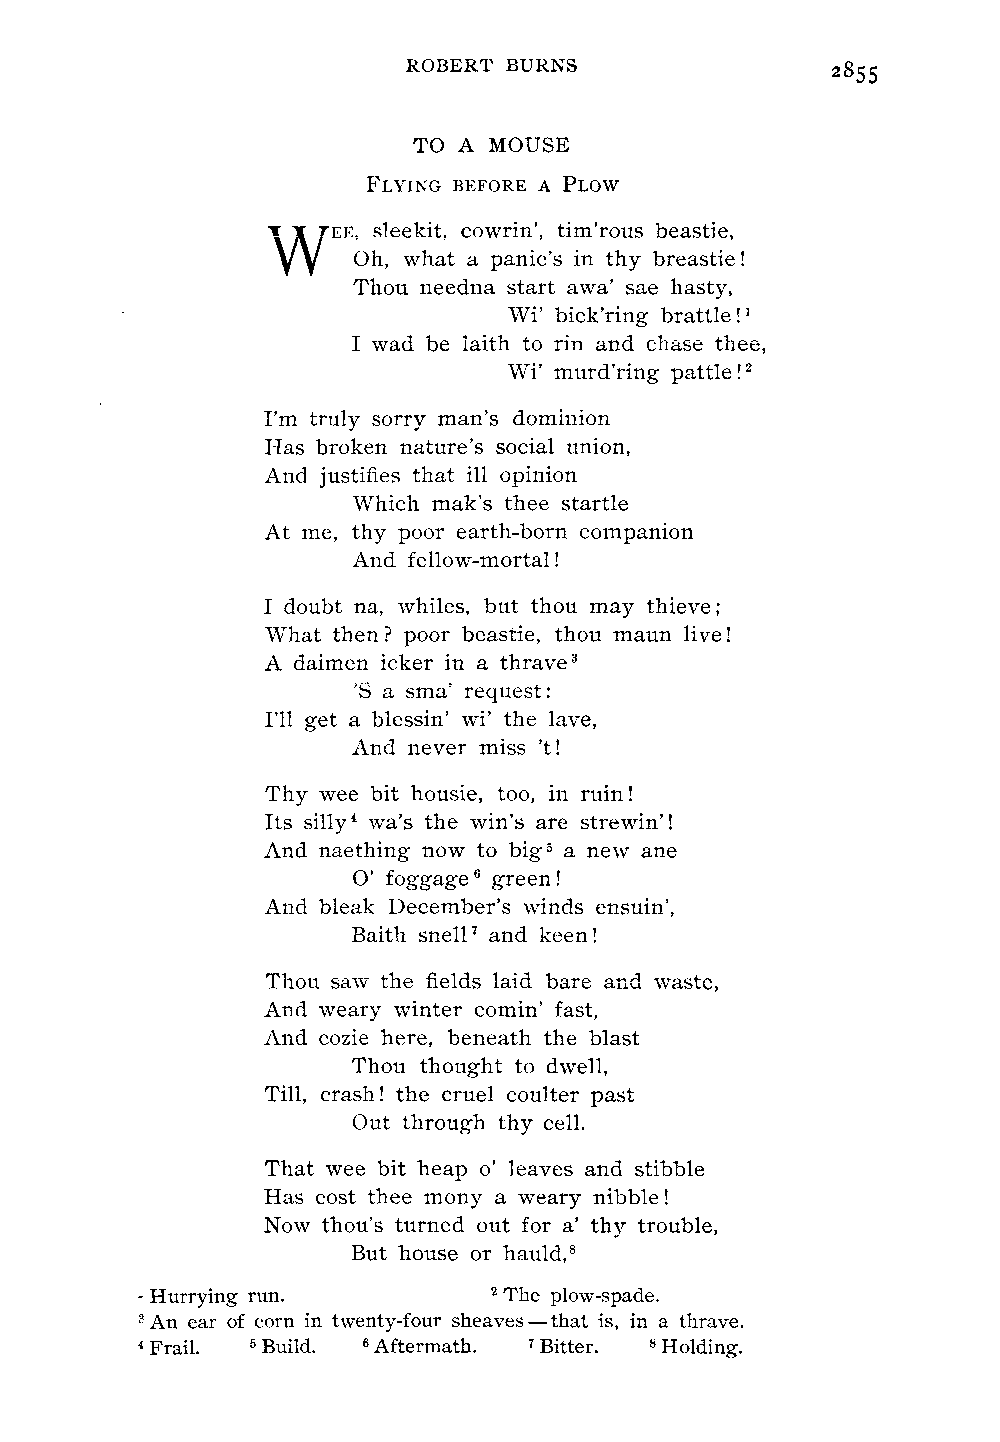 ROBERT BURNS 2855
TO A MOUSE
FLYING BEFORE A PLOW
WEE, sleekit, cowrin', tim'rous beastie,
Oh, what a panic's in thy breastie!
Thou needna start awa' sae hasty,
Wi' bick'ring brattle!¹
I wad be laith to rin and chase thee,
Wi' murd'ring pattle!²
I'm truly sorry man's dominion
Has broken nature's social union,
And justifies that ill opinion
Which mak's thee startle
At me, thy poor earth-born companion
And fellow-mortal!
I doubt na, whiles, but thou may thieve;
What then? poor beastie, thou maun live!
A daimen icker in a thrave³
'S a sma' request:
I'll get a blessin' wi' the lave,
And never miss 't!
Thy wee bit housie, too, in ruin!
Its silly⁴ wa's the win's are strewin'!
And naething now to big⁵ a new ane
O' foggage⁶ green!
And bleak December's winds ensuin',
Baith snell⁷ and keen!
Thou saw the fields laid bare and waste,
And weary winter comin' fast,
And cozie here, beneath the blast
Thou thought to dwell,
Till, crash! the cruel coulter past
Out through thy cell.
That wee bit heap o' leaves and stibble
Has cost thee mony a weary nibble!
Now thou's turned out for a' thy trouble,
But house or hauld,⁸
- Hurrying run. ² The plow-spade.
³ An ear of corn in twenty-four sheaves—that is, in a thrave.
⁴ Frail. ⁵ Build. ⁶ Aftermath. ⁷ Bitter. ⁸ Holding.